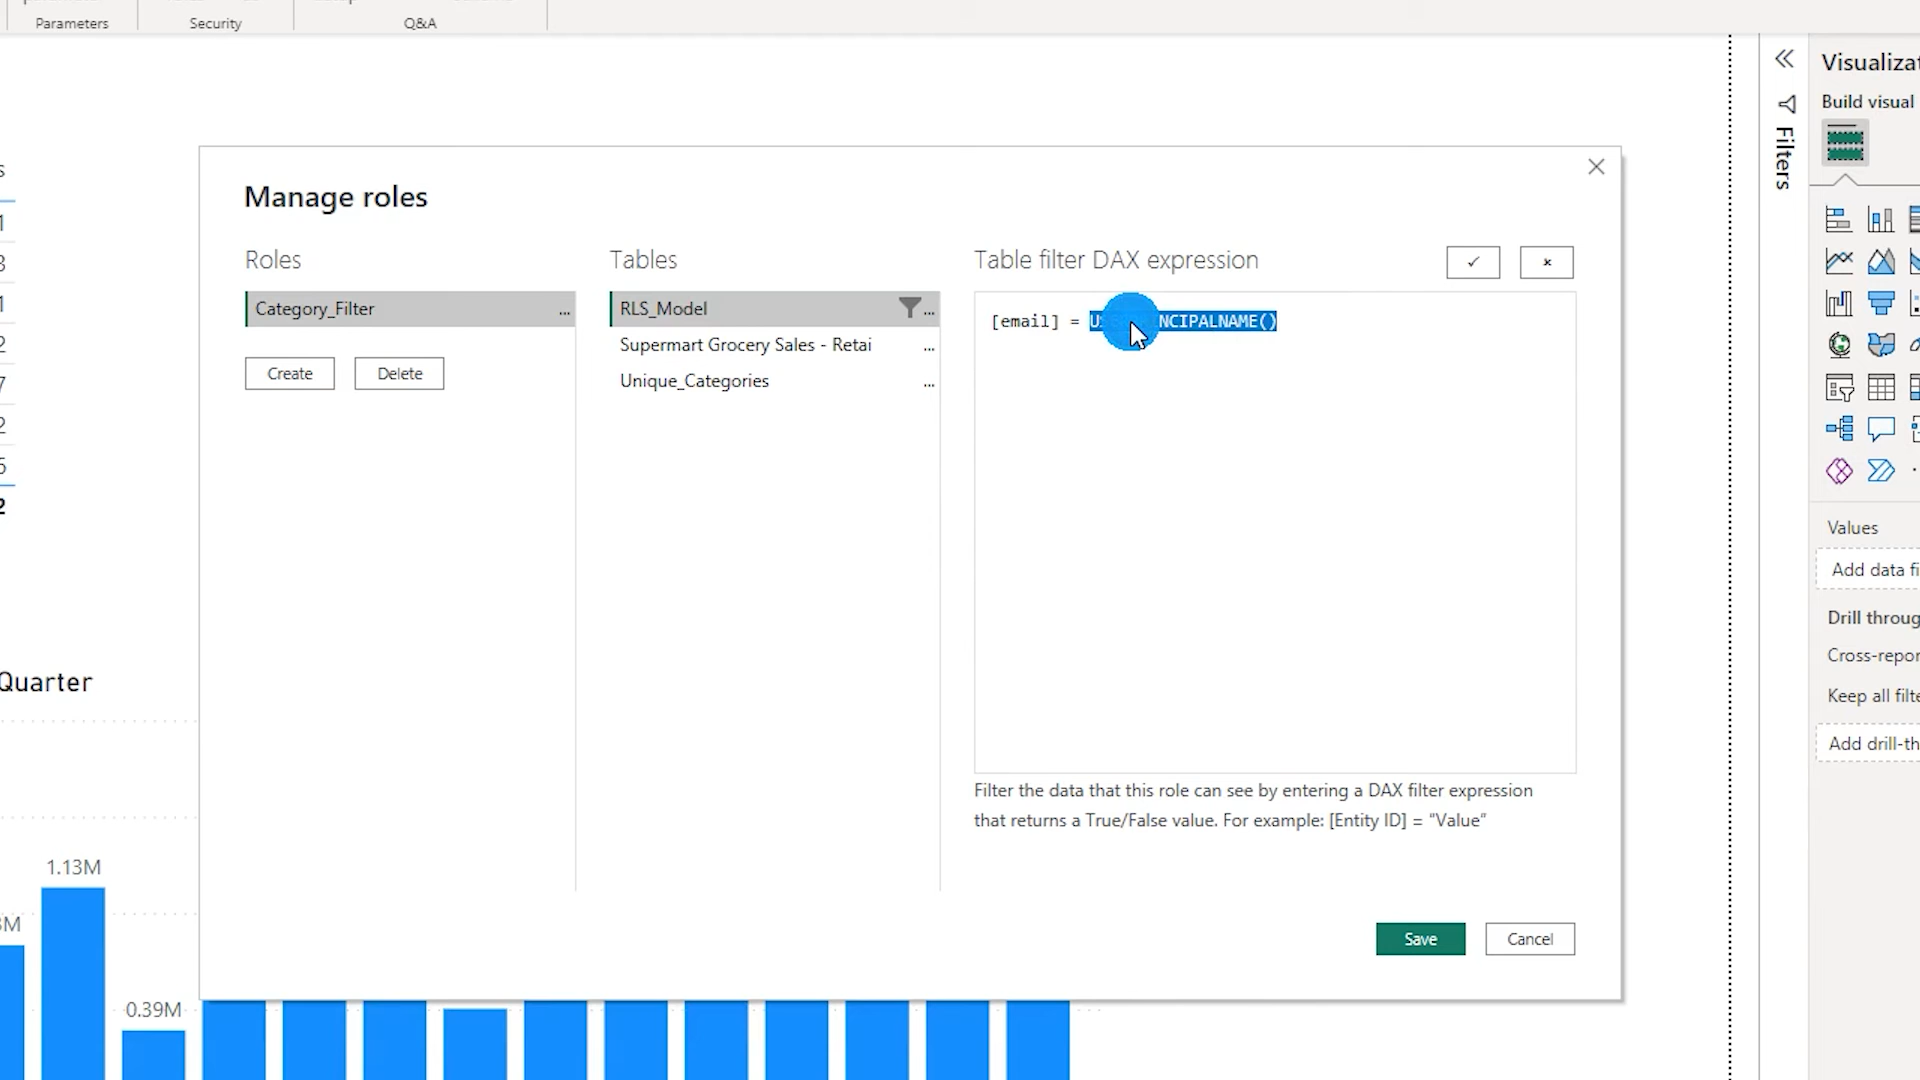 Parameters
Security
Q&A
Visualizat
Build visual
Filters
Manage roles
Roles
Tables
Table filter DAX expression
Category_Filter
...
RLS_Model
...
[email] = U NCIPALNAME()
Supermart Grocery Sales - Retai
...
Create
Delete
Unique_Categories
...
Values
Add data fi
Drill throug
Cross-repor
Keep all filte
Add drill-th
Quarter
Filter the data that this role can see by entering a DAX filter expression
that returns a True/False value. For example: [Entity ID] = "Value"
1.13M
Save
Cancel
0.39M